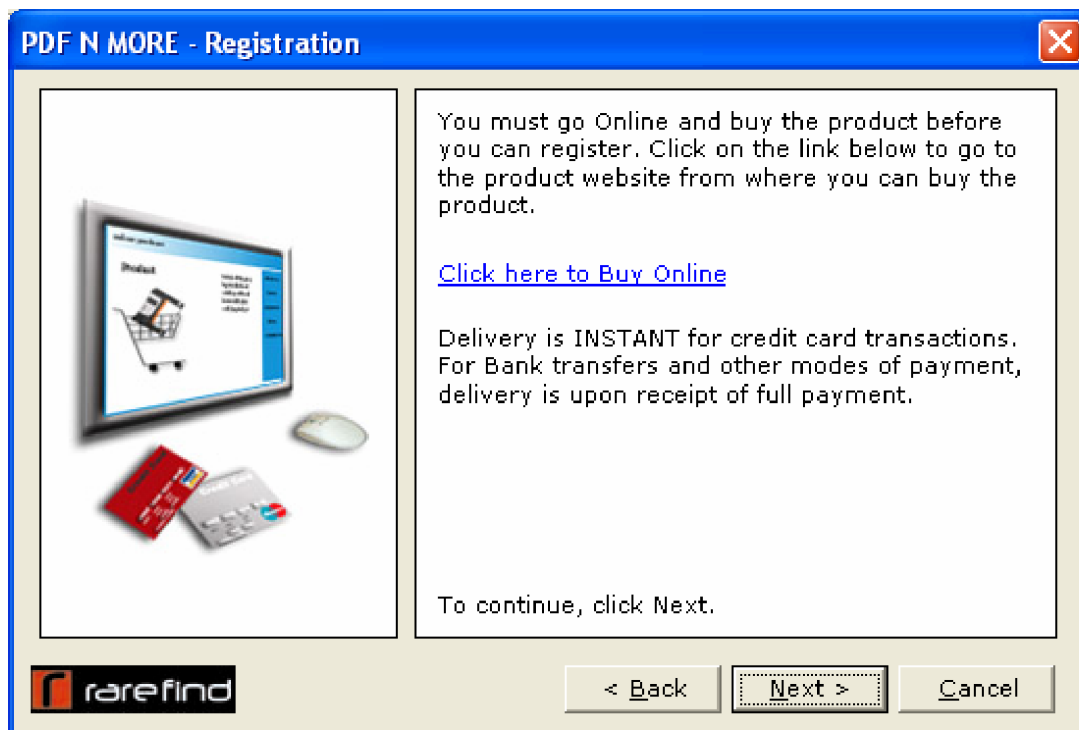 PDF N MORE - Registration
You must go Online and buy the product before
you can register. Click on the link below to go to
the product website from where you can buy the
product.
Click here to Buy Online
Delivery is INSTANT for credit card transactions.
For Bank transfers and other modes of payment,
delivery is upon receipt of full payment.
To continue, click Next.
Product
Credit Card
rarefind
< Back
Next >
Cancel